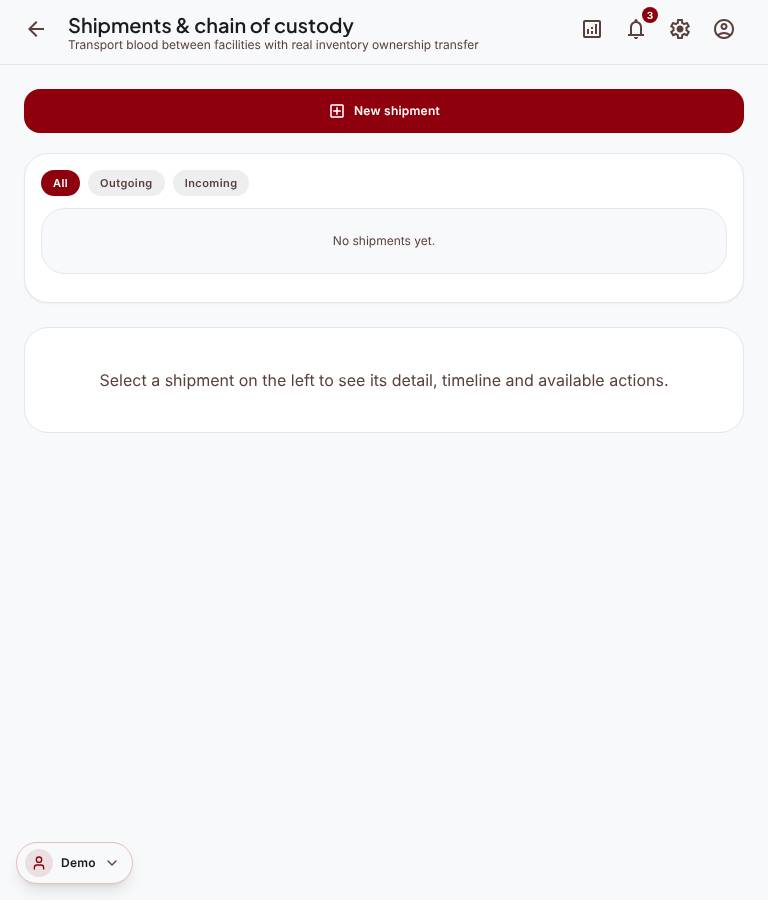 Shipments & chain of custody
Transport blood between facilities with real inventory ownership transfer
3
New shipment
All
Outgoing
Incoming
No shipments yet.
Select a shipment on the left to see its detail, timeline and available actions.
Demo